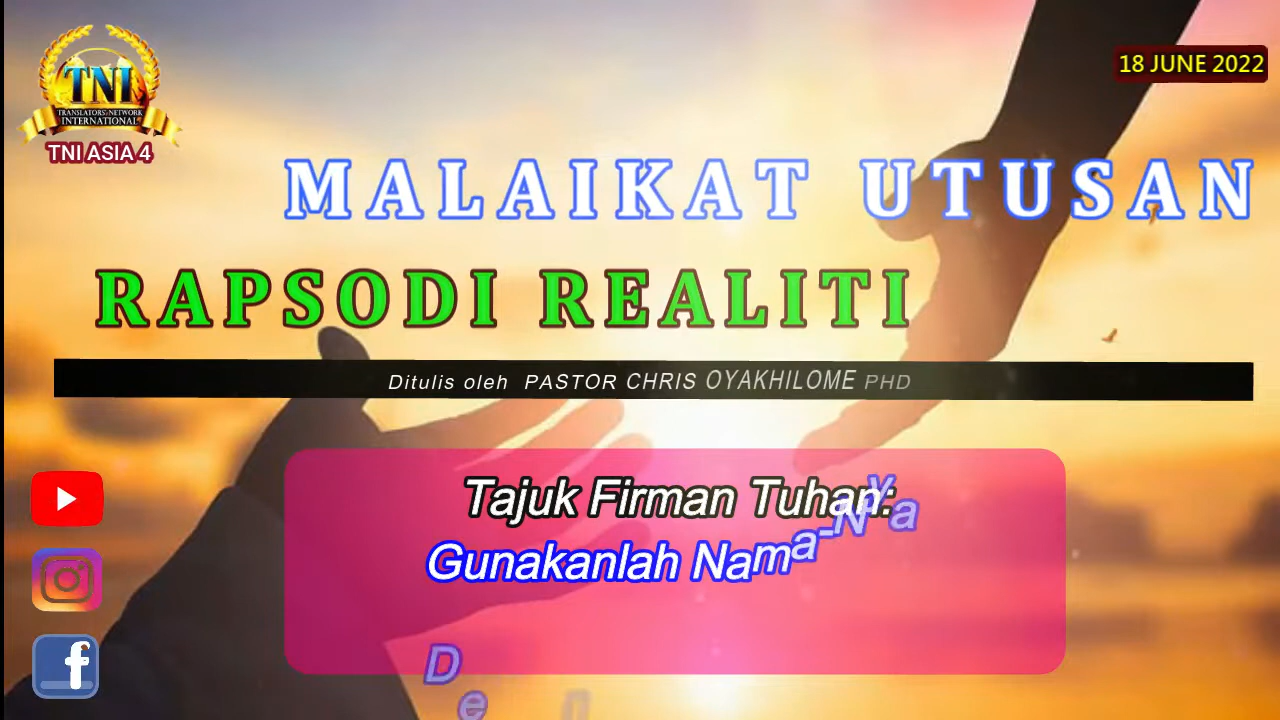 TNI
TRANSLATORS' NETWORK
INTERNATIONAL
TNI ASIA 4
18 JUNE 2022
MALAIKAT UTUSAN
RAPSODI REALITI
Ditulis oleh PASTOR CHRIS OYAKHILOME PHD
Tajuk Firman Tuhan:
Gunakanlah Nama-Nya
De